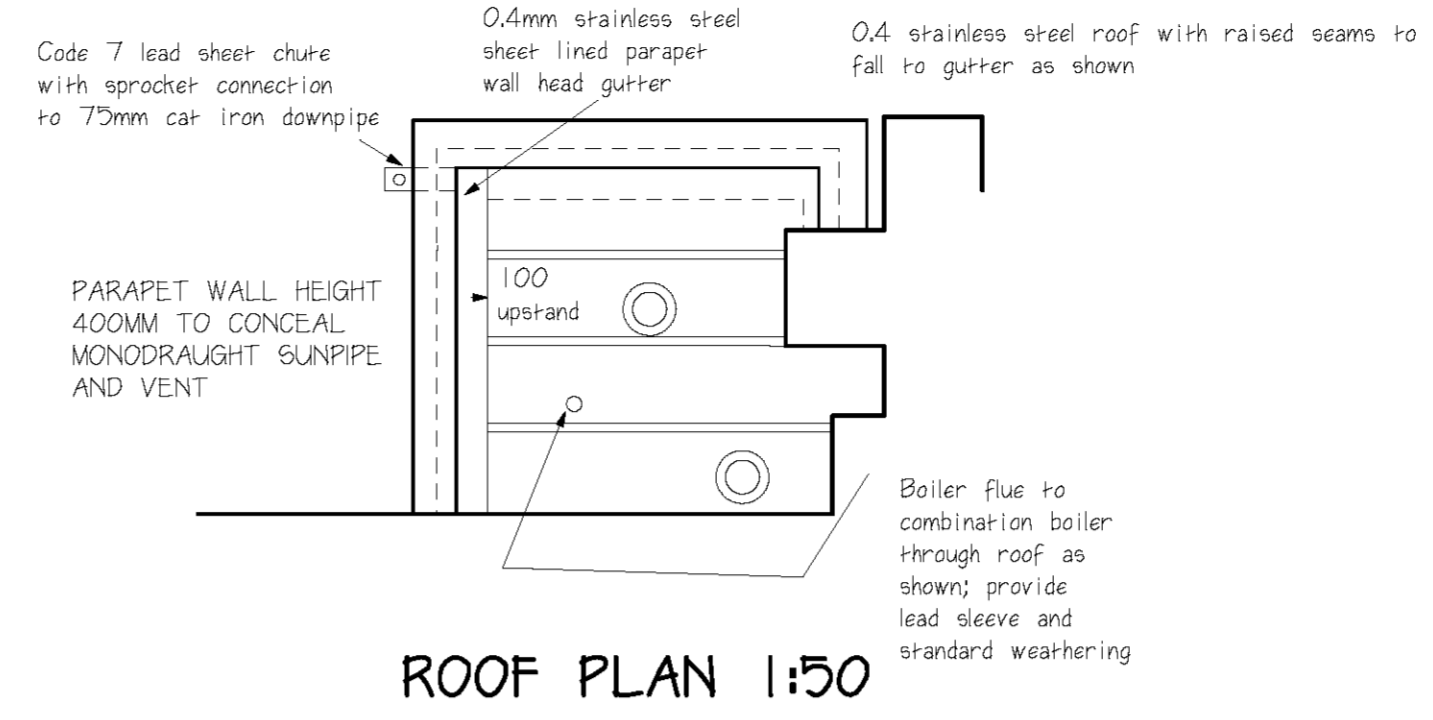 Code 7 lead sheet chute
with sprocket connection
to 75mm cat iron downpipe
0.4mm stainless steel
sheet lined parapet
wall head gutter
0.4 stainless steel roof with raised seams to
fall to gutter as shown
PARAPET WALL HEIGHT
400MM TO CONCEAL
MONODRAUGHT SUNPIPE
AND VENT
100
upstand
Boiler flue to
combination boiler
through roof as
shown; provide
lead sleeve and
standard weathering
ROOF PLAN 1:50